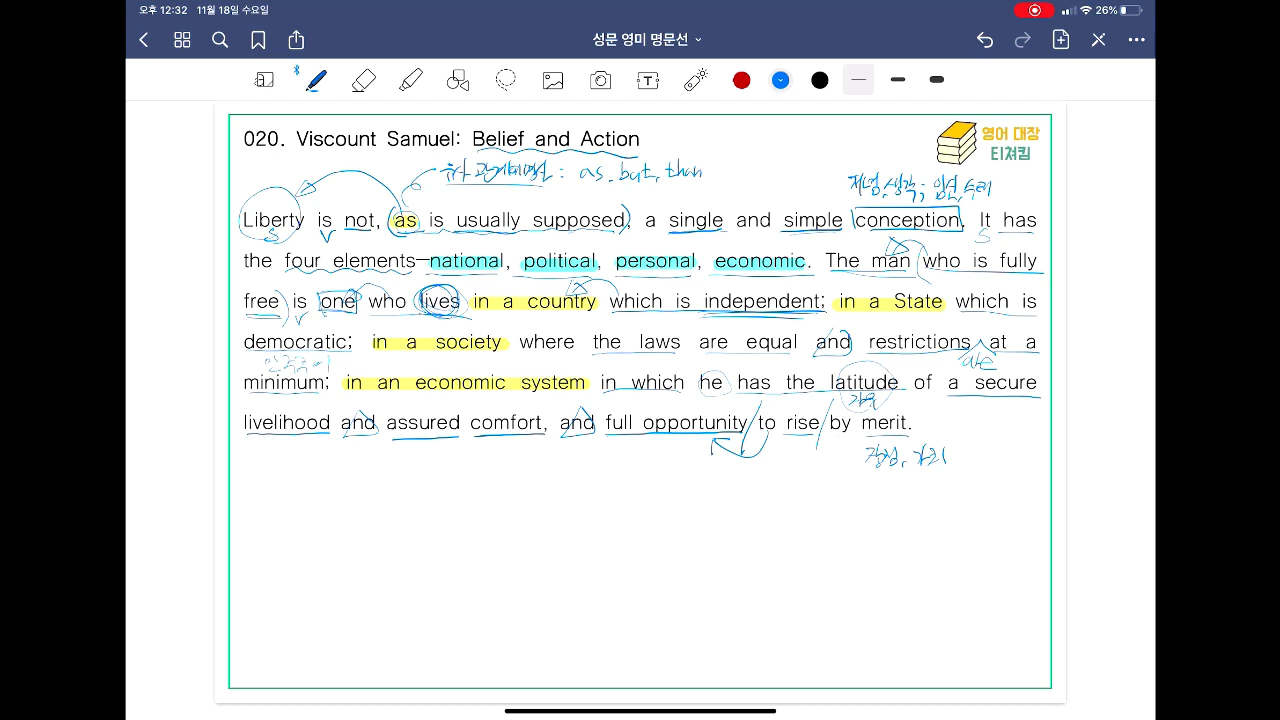 오후 12:32 11월 18일 수요일 26%
성문 영미 명문선
020. Viscount Samuel: Belief and Action
영어 대장
티쳐킴
유사 관계대명사 : as, but, than
개념, 생각; 임신, 수태
Liberty is not, as is usually supposed, a single and simple conception. It has
s v s
the four elements—national, political, personal, economic. The man who is fully
free is one who lives in a country which is independent; in a State which is
v
democratic; in a society where the laws are equal and restrictions at a
are
minimum; in an economic system in which he has the latitude of a secure
livelihood and assured comfort, and full opportunity to rise by merit.
장점, 가치